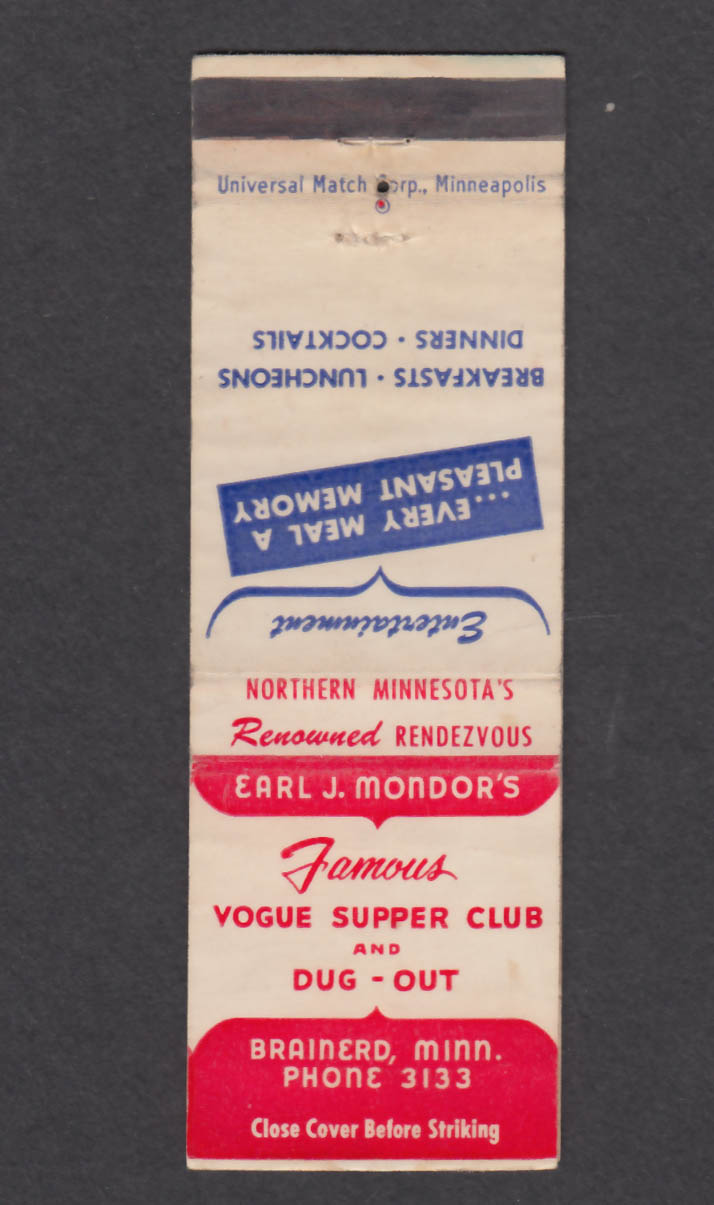 Universal Match Corp., Minneapolis
Entertainment
...EVERY MEAL A
PLEASANT MEMORY
BREAKFASTS · LUNCHEONS
DINNERS · COCKTAILS
NORTHERN MINNESOTA'S
Renowned RENDEZVOUS
EARL J. MONDOR'S
Famous
VOGUE SUPPER CLUB
AND
DUG - OUT
BRAINERD, MINN.
PHONE 3133
Close Cover Before Striking